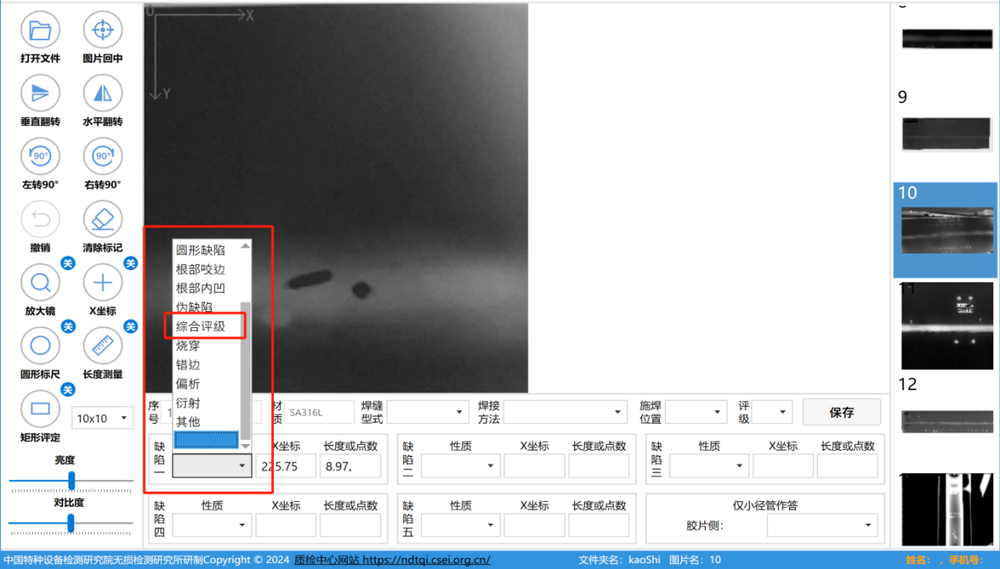 打开文件 图片回中
垂直翻转 水平翻转
90° 90°
左转90° 右转90°
撤销 清除标记
关 关
放大镜 X坐标
关 关
圆形标尺 长度测量
关
矩形评定 10x10
亮度
对比度
0 X
Y
圆形缺陷
根部咬边
根部内凹
伪缺陷
综合评级
烧穿
错边
偏析
衍射
其他
序号 1 材质 SA316L 焊缝型式 焊接方法 施焊位置 评级 保存
缺陷一 X坐标 长度或点数
225.75 8.97,
缺陷二 性质 X坐标 长度或点数
缺陷三 性质 X坐标 长度或点数
缺陷四 性质 X坐标 长度或点数
缺陷五 性质 X坐标 长度或点数
仅小径管作答
胶片侧:
9
10
11
12
中国特种设备检测研究院无损检测研究所研制Copyright © 2024 质检中心网站 https://ndtqi.csei.org.cn/ 文件夹名: kaoShi 图片名: 10 姓名: , 手机号: